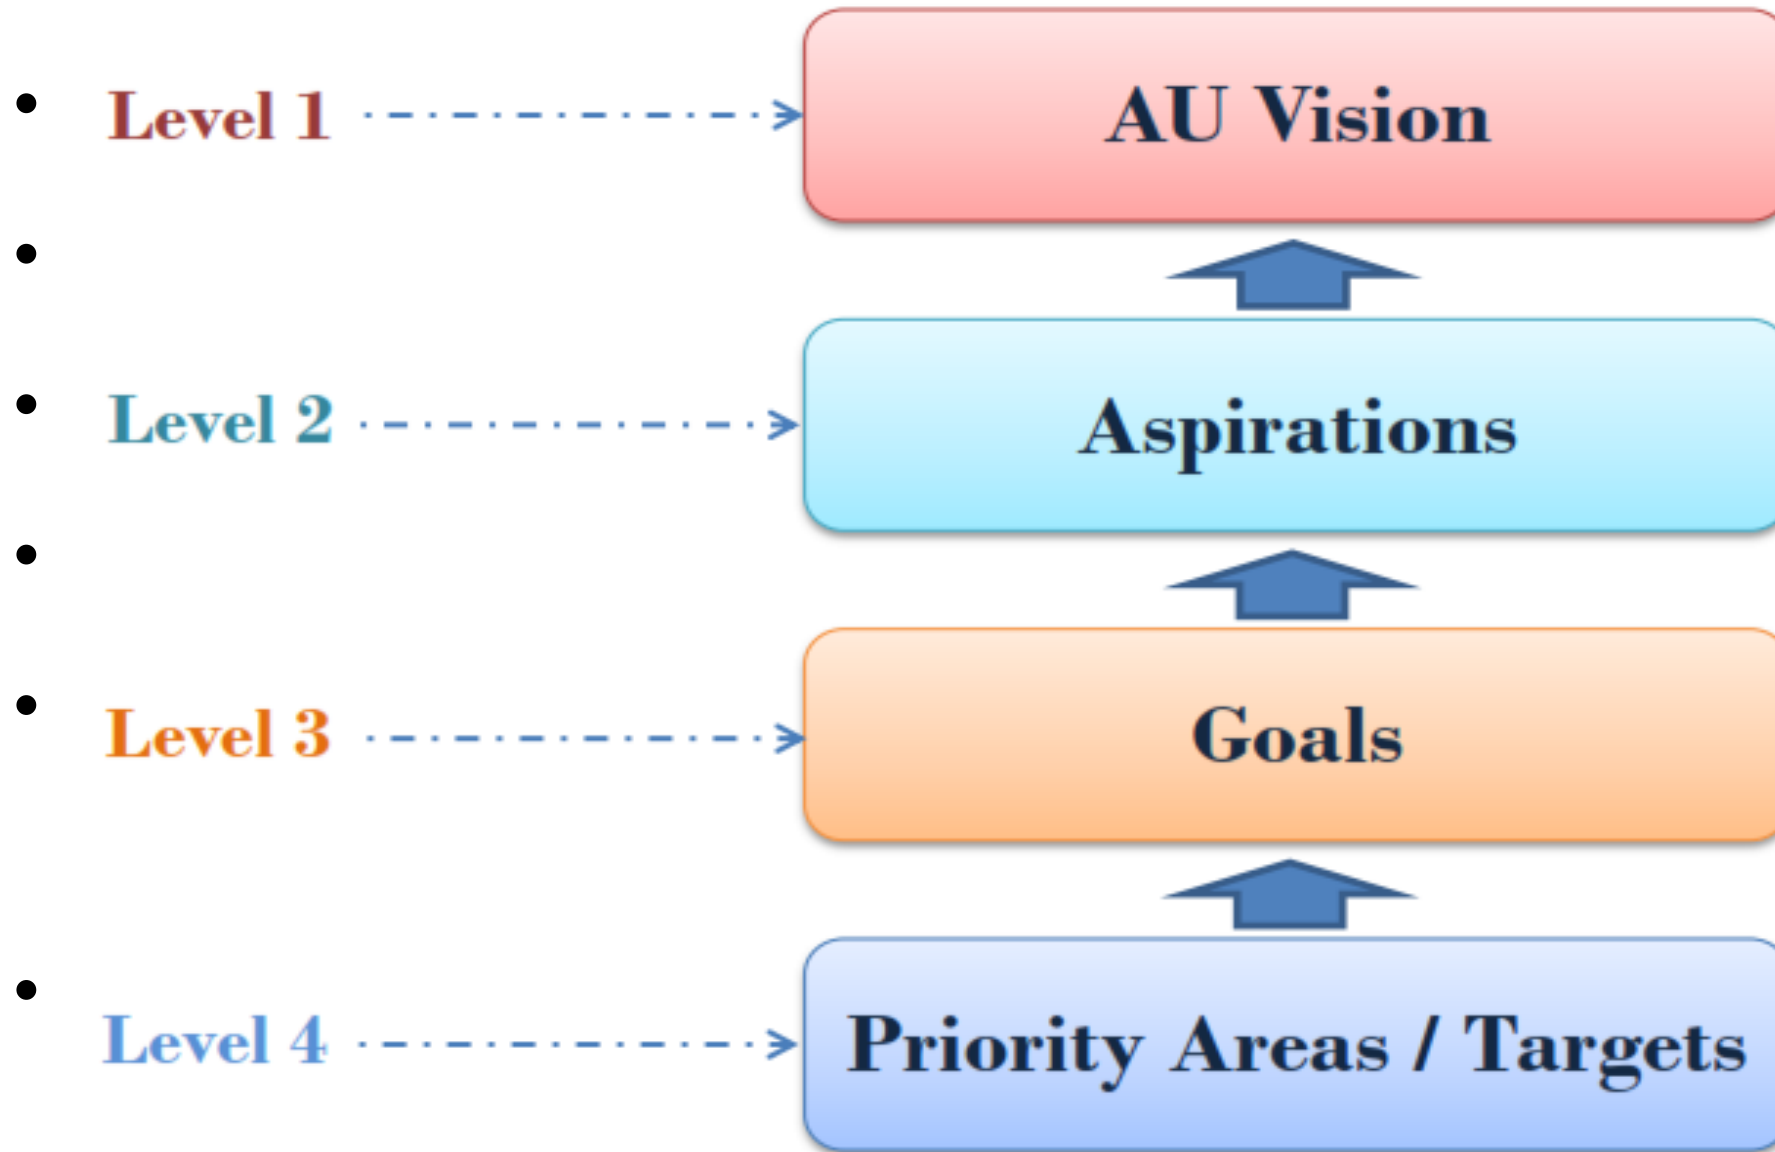 Level 1
AU Vision
Level 2
Aspirations
Level 3
Goals
Level 4
Priority Areas / Targets